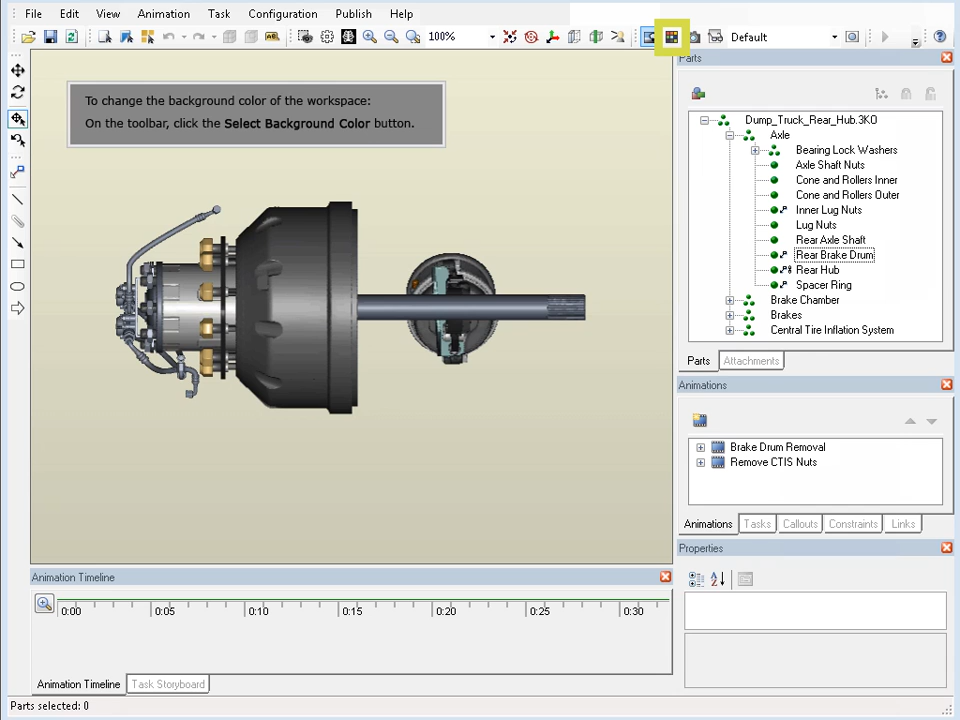 File Edit View Animation Task Configuration Publish Help
100% Default
To change the background color of the workspace:
On the toolbar, click the Select Background Color button.
Parts
Dump_Truck_Rear_Hub.3KO
Axle
Bearing Lock Washers
Axle Shaft Nuts
Cone and Rollers Inner
Cone and Rollers Outer
Inner Lug Nuts
Lug Nuts
Rear Axle Shaft
Rear Brake Drum
Rear Hub
Spacer Ring
Brake Chamber
Brakes
Central Tire Inflation System
Parts Attachments
Animations
Brake Drum Removal
Remove CTIS Nuts
Animations Tasks Callouts Constraints Links
Properties
Animation Timeline
0:00 0:05 0:10 0:15 0:20 0:25 0:30
Animation Timeline Task Storyboard
Parts selected: 0